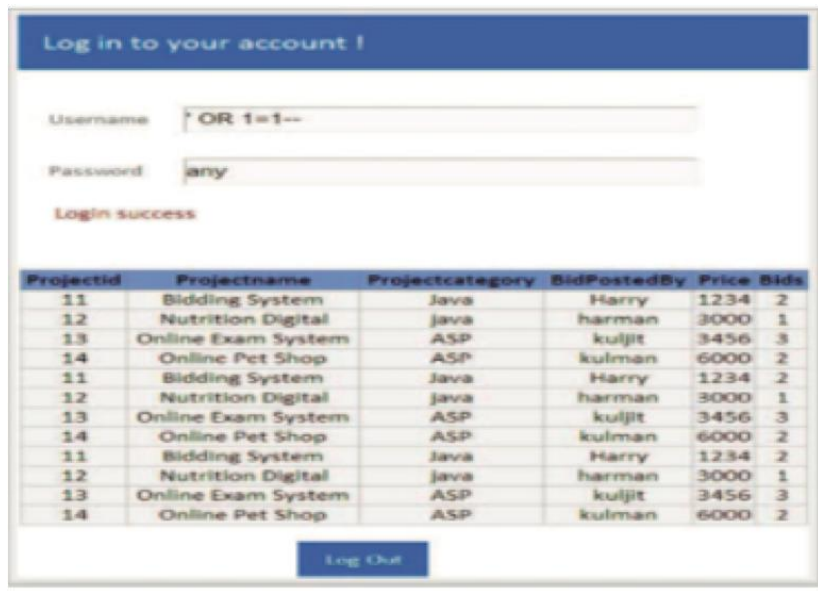 Log in to your account !
Username ' OR 1=1--
Password any
Login success
Projectid Projectname Projectcategory BidPostedBy Price Bids
11 Bidding System Java Harry 1234 2
12 Nutrition Digital java harman 3000 1
13 Online Exam System ASP kuljit 3456 3
14 Online Pet Shop ASP kulman 6000 2
11 Bidding System Java Harry 1234 2
12 Nutrition Digital java harman 3000 1
13 Online Exam System ASP kuljit 3456 3
14 Online Pet Shop ASP kulman 6000 2
11 Bidding System Java Harry 1234 2
12 Nutrition Digital java harman 3000 1
13 Online Exam System ASP kuljit 3456 3
14 Online Pet Shop ASP kulman 6000 2
Log Out